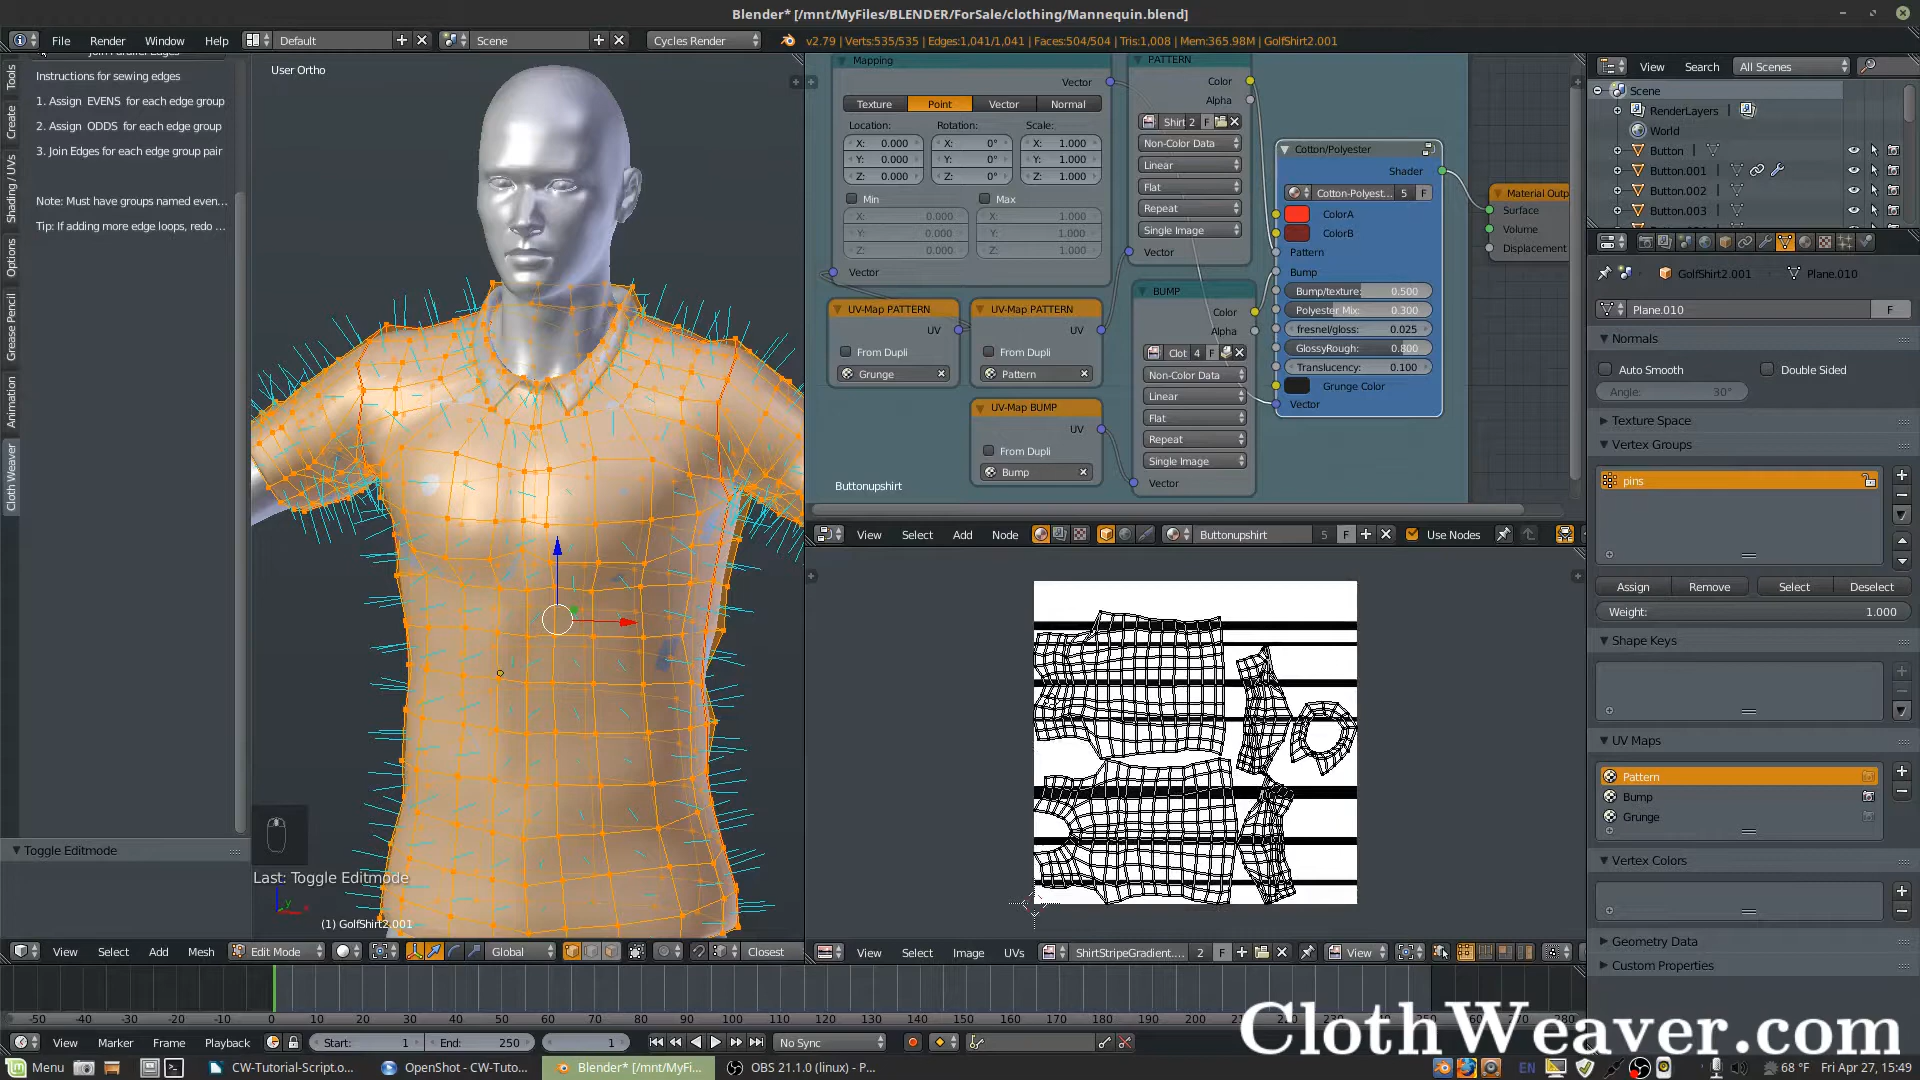 Blender* [/mnt/MyFiles/BLENDER/ForSale/clothing/Mannequin.blend]
File Render Window Help Default Scene Cycles Render v2.79 | Verts:535/535 | Edges:1,041/1,041 | Faces:504/504 | Tris:1,008 | Mem:365.98M | GolfShirt2.001
Join Parallel Edges
Instructions for sewing edges
1. Assign EVENS for each edge group
2. Assign ODDS for each edge group
3. Join Edges for each edge group pair
Note: Must have groups named even...
Tip: If adding more edge loops, redo ...
Tools
Create
Shading / UVs
Options
Grease Pencil
Animation
Cloth Weaver
Toggle Editmode
User Ortho
Last: Toggle Editmode
(1) GolfShirt2.001
View Select Add Mesh Edit Mode Global Closest
Mapping
Vector
Texture Point Vector Normal
Location: Rotation: Scale:
X: 0.000 X: 0° X: 1.000
Y: 0.000 Y: 0° Y: 1.000
Z: 0.000 Z: 0° Z: 1.000
Min Max
X: 0.000 X: 1.000
Y: 0.000 Y: 1.000
Z: 0.000 Z: 1.000
Vector
UV-Map PATTERN
UV
From Dupli
Grunge
UV-Map PATTERN
UV
From Dupli
Pattern
UV-Map BUMP
UV
From Dupli
Bump
PATTERN
Color
Alpha
Shirt 2 F
Non-Color Data
Linear
Flat
Repeat
Single Image
Vector
BUMP
Color
Alpha
Clot 4 F
Non-Color Data
Linear
Flat
Repeat
Single Image
Vector
Cotton/Polyester
Shader
Cotton-Polyest... 5 F
ColorA
ColorB
Pattern
Bump
Bump/texture: 0.500
Polyester Mix: 0.300
fresnel/gloss: 0.025
GlossyRough: 0.800
Translucency: 0.100
Grunge Color
Vector
Material Outp
Surface
Volume
Displacement
Buttonupshirt
View Select Add Node Buttonupshirt 5 F Use Nodes
View Select Image UVs ShirtStripeGradient.... 2 F View
View Search All Scenes
Scene
RenderLayers
World
Button
Button.001
Button.002
Button.003
GolfShirt2.001 Plane.010
Plane.010 F
Normals
Auto Smooth Double Sided
Angle: 30°
Texture Space
Vertex Groups
pins
Assign Remove Select Deselect
Weight: 1.000
Shape Keys
UV Maps
Pattern
Bump
Grunge
Vertex Colors
Geometry Data
Custom Properties
-50 -40 -30 -20 -10 0 10 20 30 40 50 60 70 80 90 100 110 120 130 140 150 160 170 180 190 200 210 220 230 240 250
View Marker Frame Playback Start: 1 End: 250 1 No Sync
ClothWeaver.com
Menu CW-Tutorial-Script.o... OpenShot - CW-Tuto... Blender* [/mnt/MyFi... OBS 21.1.0 (linux) - P... EN 68 °F Fri Apr 27, 15:49